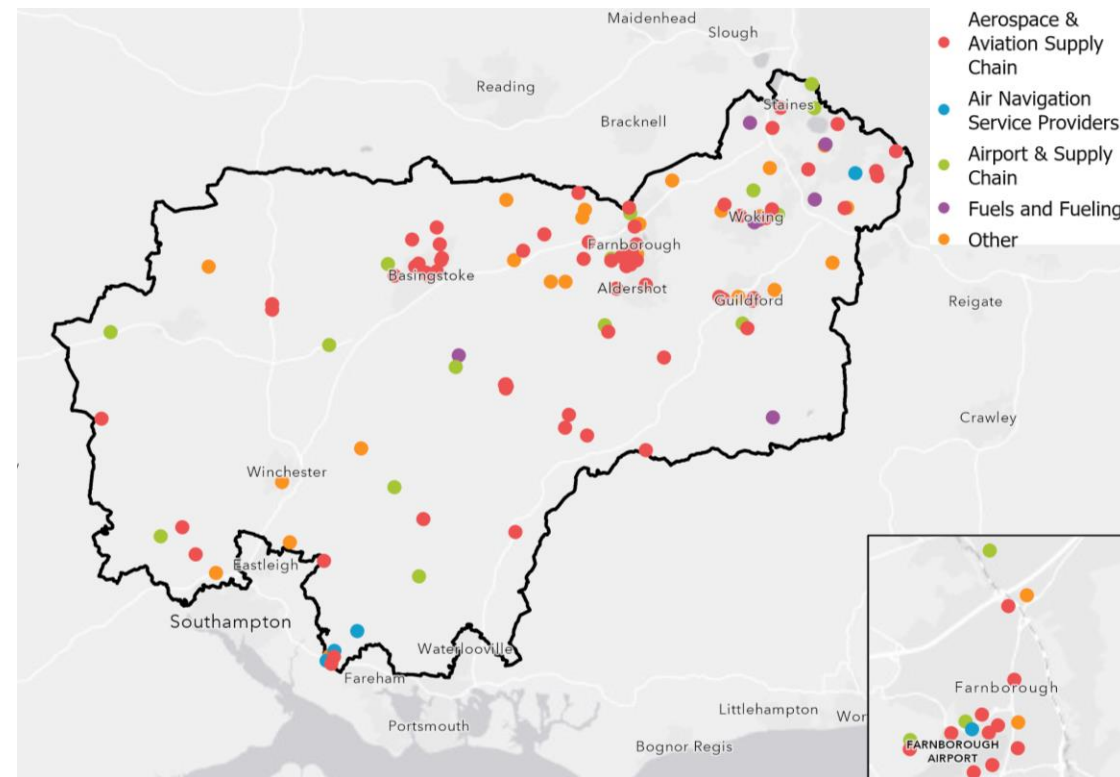 Maidenhead
Slough
Reading
Bracknell
Staines
Woking
Farnborough
Basingstoke
Aldershot
Guildford
Reigate
Crawley
Winchester
Eastleigh
Southampton
Waterlooville
Fareham
Portsmouth
Littlehampton
Wor
Bognor Regis
Aerospace &
Aviation Supply
Chain
Air Navigation
Service Providers
Airport & Supply
Chain
Fuels and Fueling
Other
Farnborough
FARNBOROUGH
AIRPORT